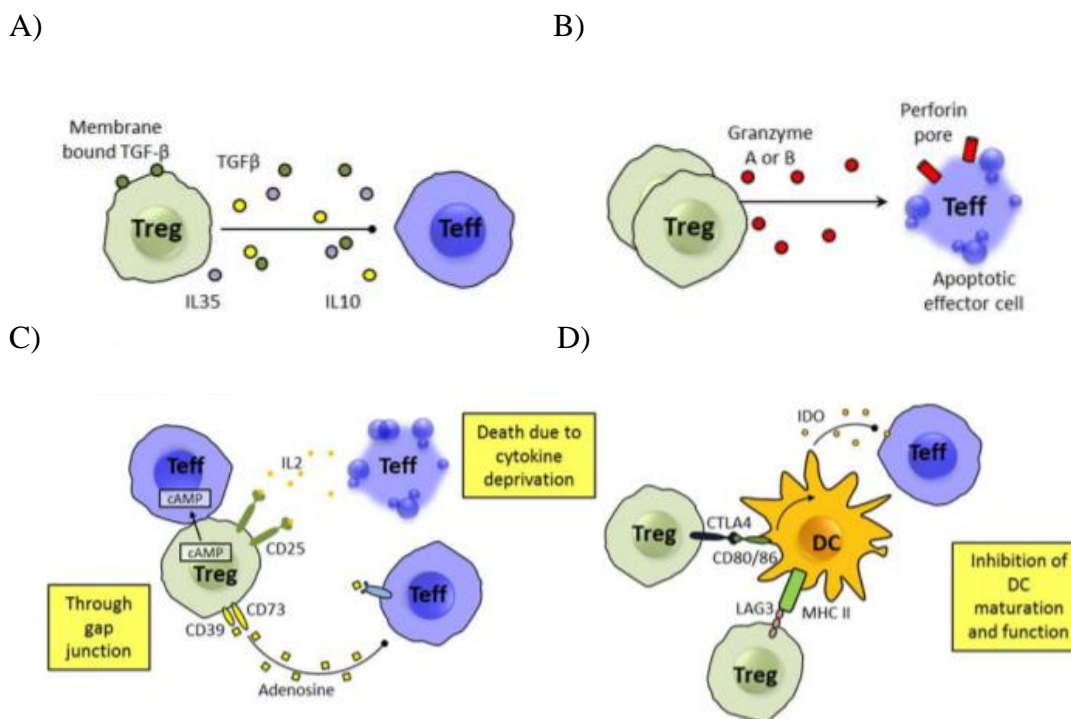 A)
B)
Membrane
bound TGF-β
TGFβ
Treg
Teff
IL35
IL10
Granzyme
A or B
Perforin
pore
Treg
Teff
Apoptotic
effector cell
C)
D)
Teff
cAMP
cAMP
Treg
IL2
CD25
Teff
Death due to
cytokine
deprivation
Through
gap
junction
CD73
CD39
Teff
Adenosine
IDO
Teff
Treg
CTLA4
CD80/86
DC
LAG3
MHC II
Treg
Inhibition of
DC
maturation
and function